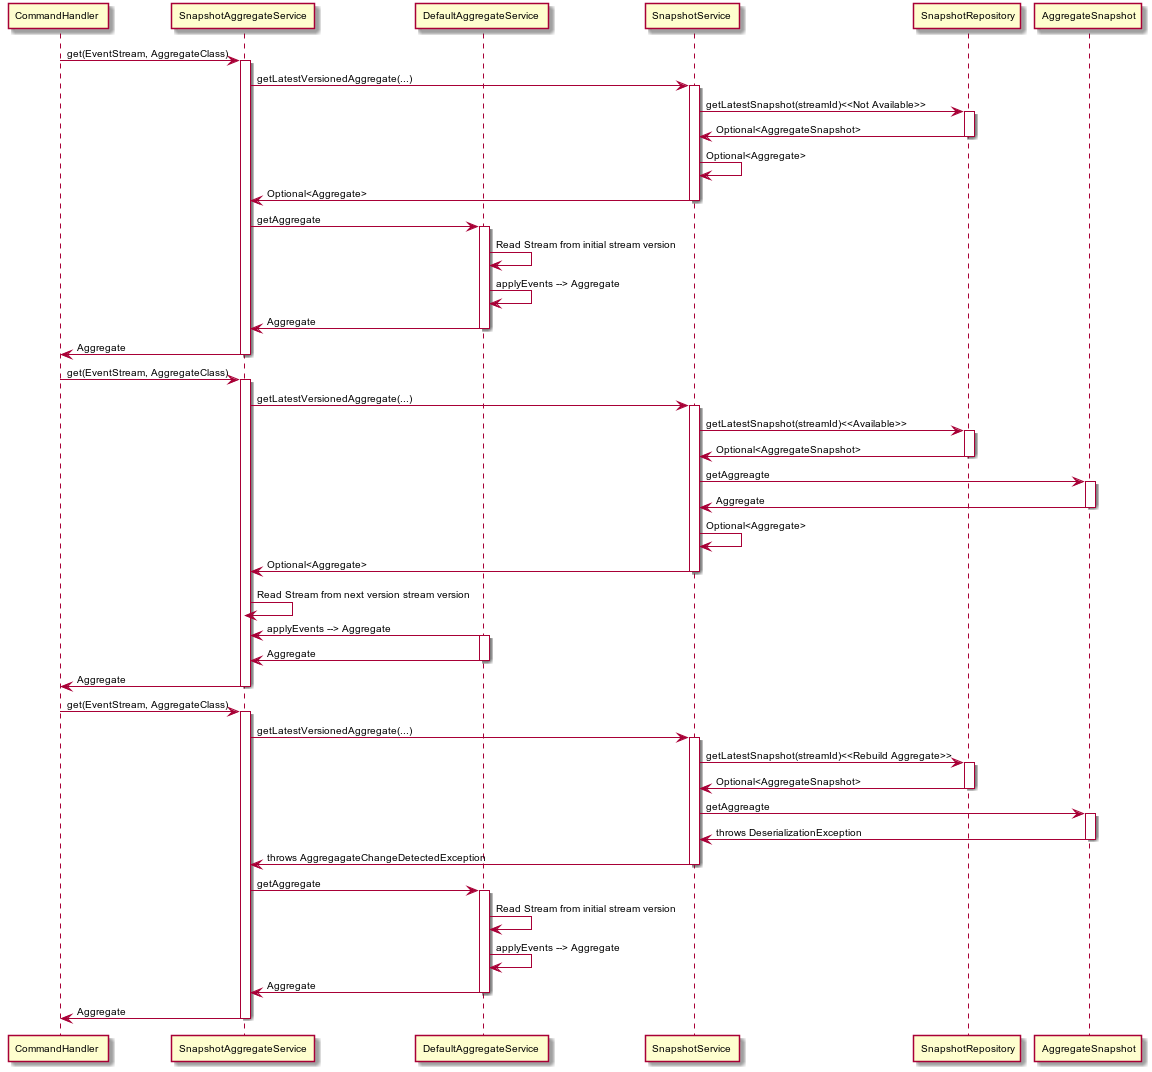 CommandHandler SnapshotAggregateService DefaultAggregateService SnapshotService SnapshotRepository AggregateSnapshot
get(EventStream, AggregateClass)
getLatestVersionedAggregate(...)
getLatestSnapshot(streamId)<<Not Available>>
Optional<AggregateSnapshot>
Optional<Aggregate>
Optional<Aggregate>
getAggregate
Read Stream from initial stream version
applyEvents --> Aggregate
Aggregate
Aggregate
get(EventStream, AggregateClass)
getLatestVersionedAggregate(...)
getLatestSnapshot(streamId)<<Available>>
Optional<AggregateSnapshot>
getAggreagte
Aggregate
Optional<Aggregate>
Optional<Aggregate>
Read Stream from next version stream version
applyEvents --> Aggregate
Aggregate
Aggregate
get(EventStream, AggregateClass)
getLatestVersionedAggregate(...)
getLatestSnapshot(streamId)<<Rebuild Aggregate>>
Optional<AggregateSnapshot>
getAggreagte
throws DeserializationException
throws AggregagateChangeDetectedException
getAggregate
Read Stream from initial stream version
applyEvents --> Aggregate
Aggregate
Aggregate
CommandHandler SnapshotAggregateService DefaultAggregateService SnapshotService SnapshotRepository AggregateSnapshot